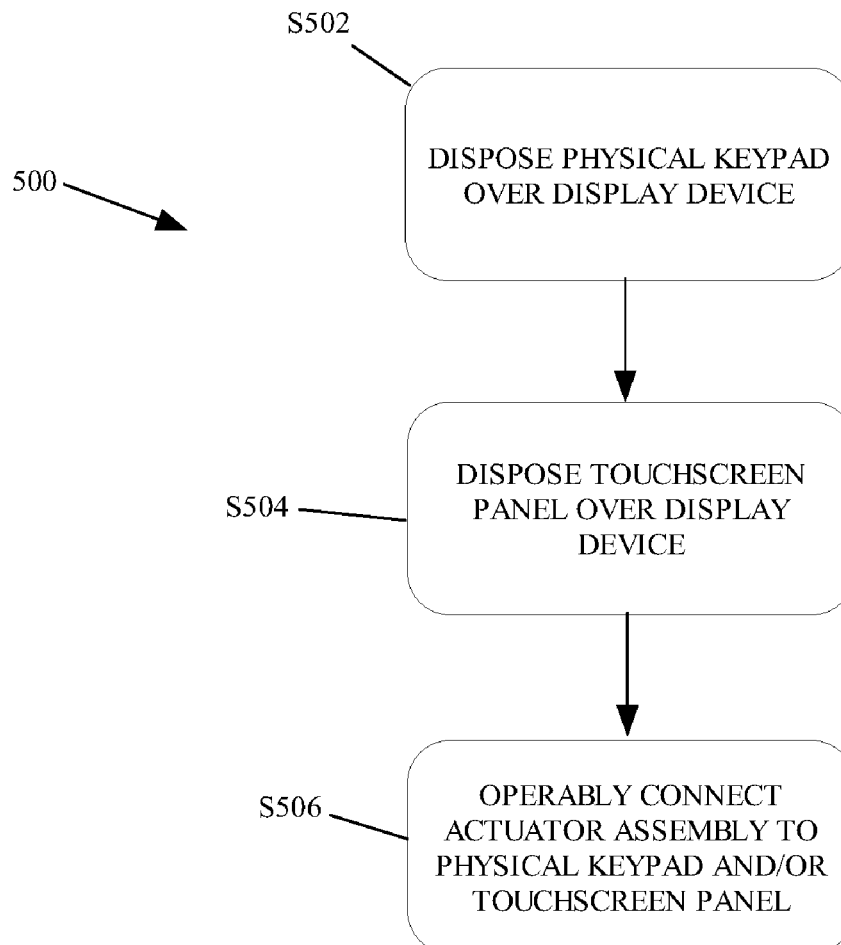 S502
DISPOSE PHYSICAL KEYPAD
OVER DISPLAY DEVICE
500
DISPOSE TOUCHSCREEN
PANEL OVER DISPLAY
DEVICE
S504
OPERABLY CONNECT
ACTUATOR ASSEMBLY TO
PHYSICAL KEYPAD AND/OR
TOUCHSCREEN PANEL
S506